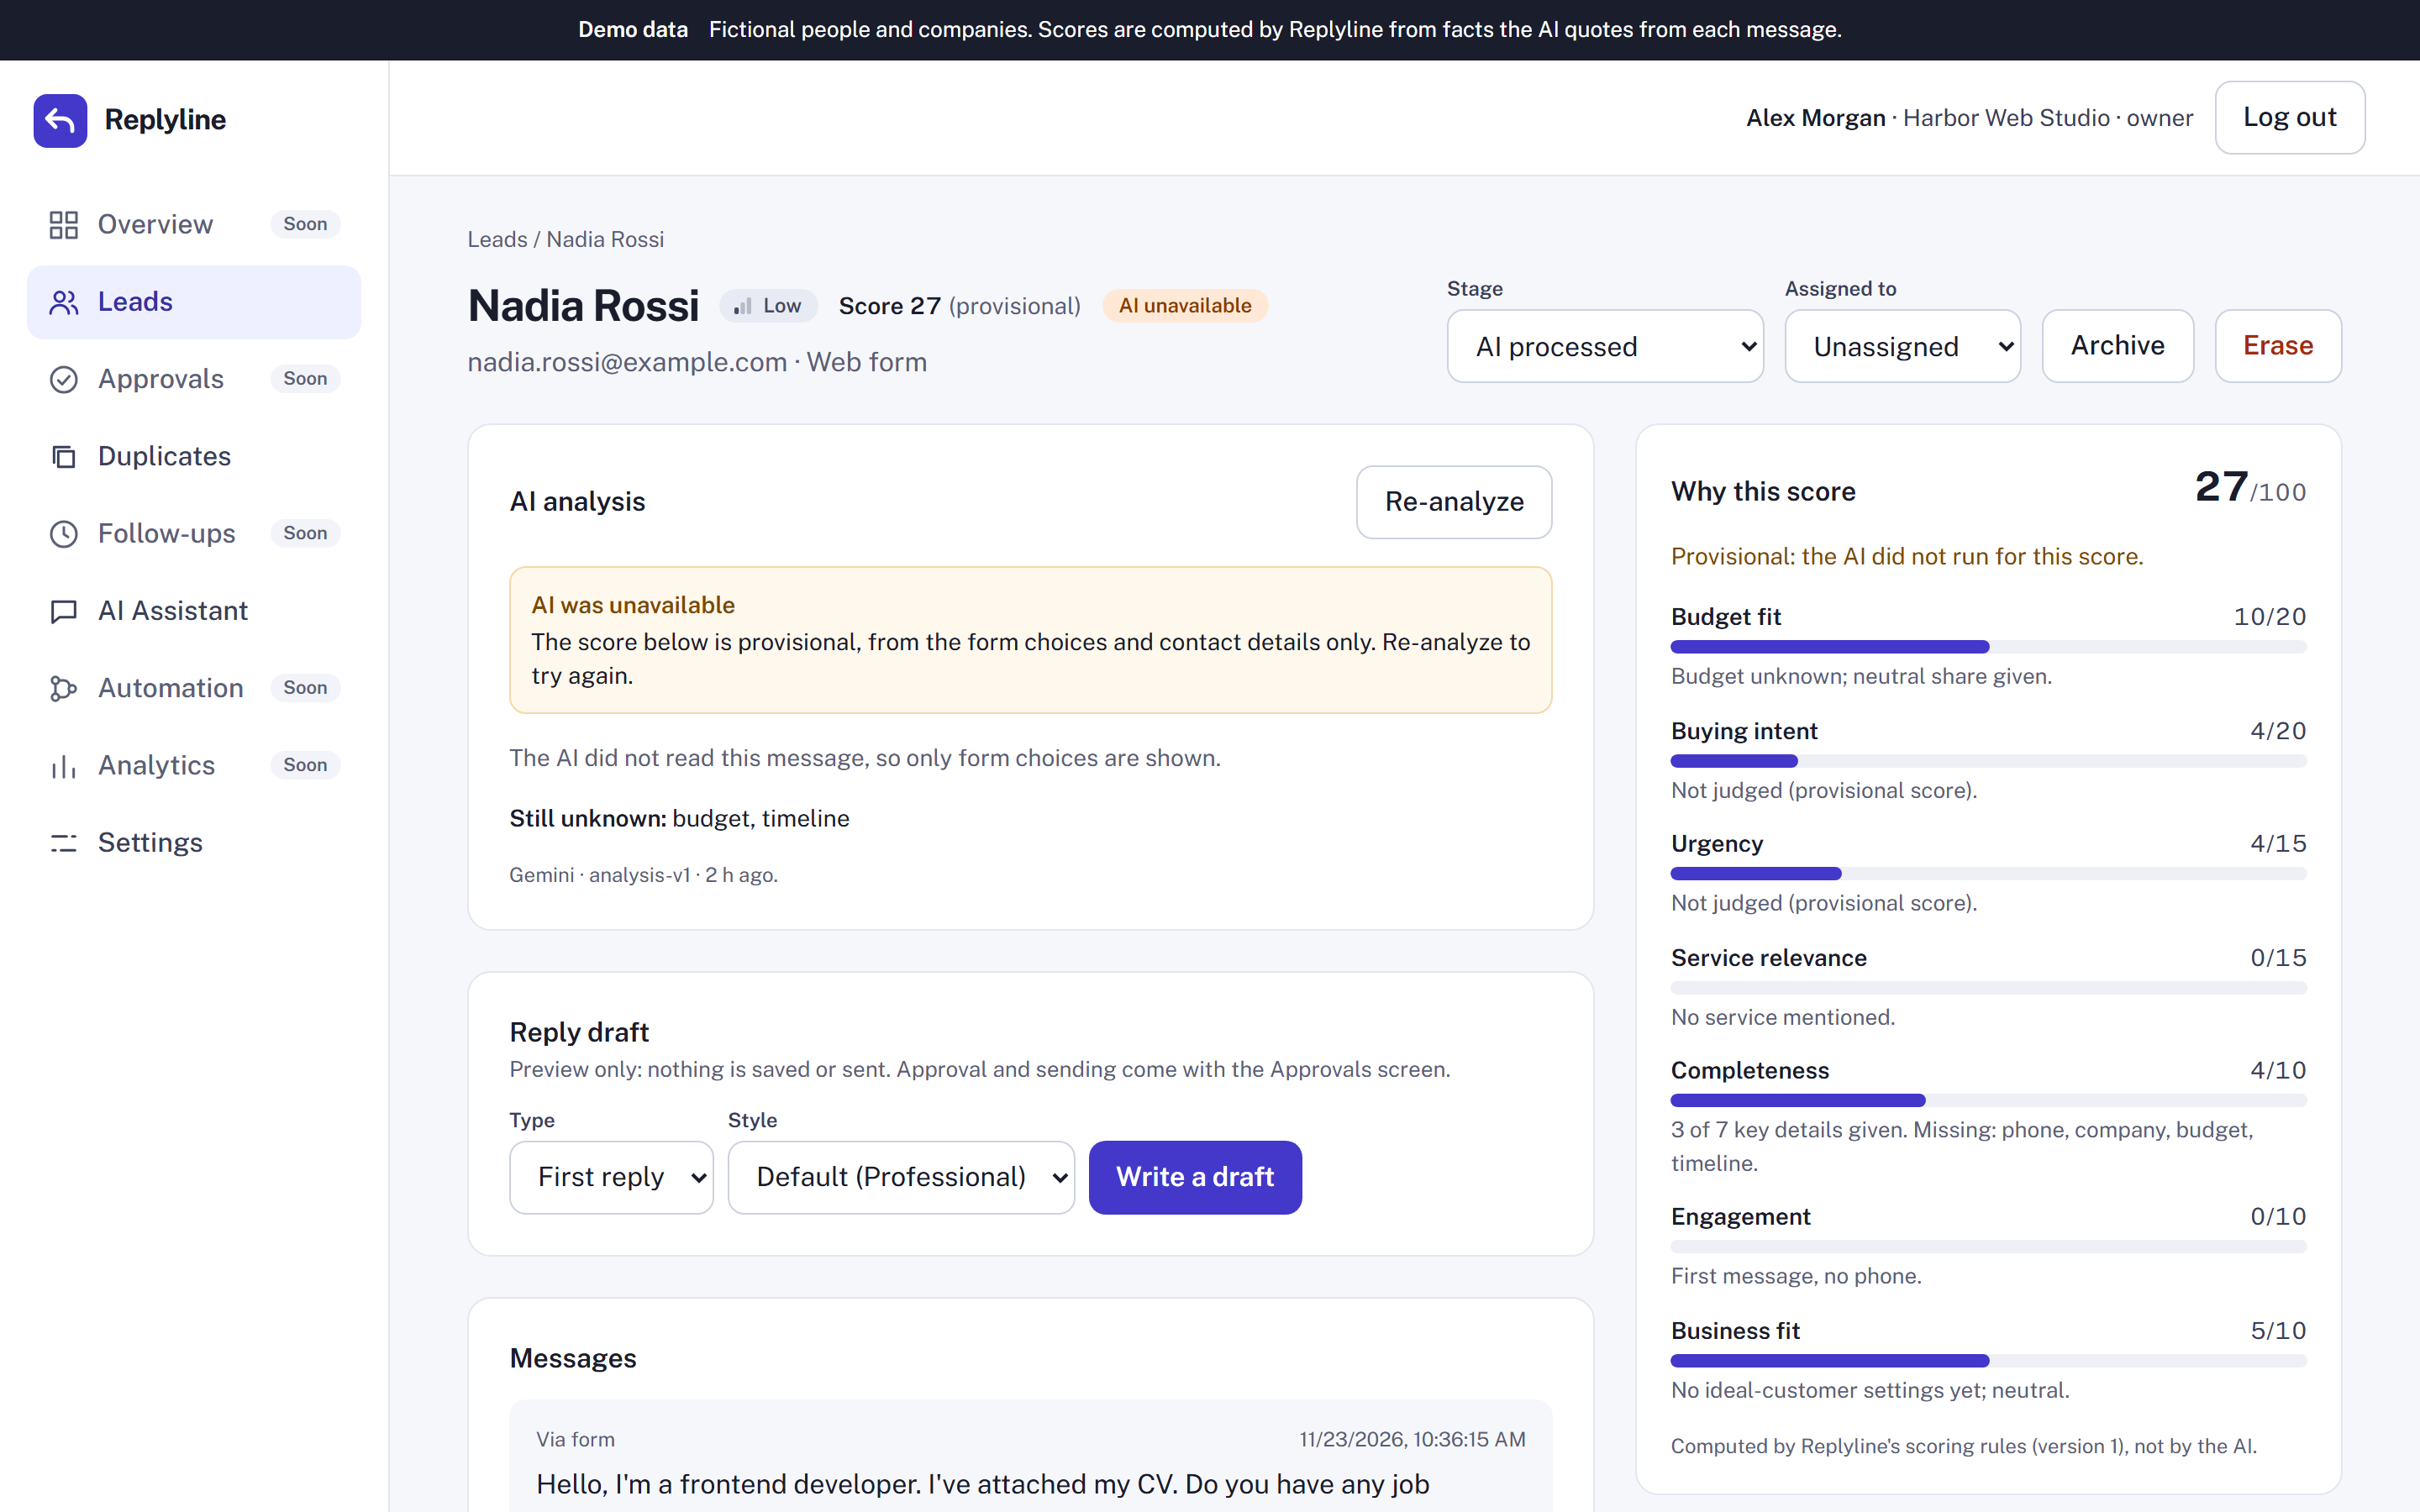 Demo data Fictional people and companies. Scores are computed by Replyline from facts the AI quotes from each message.
Replyline
Alex Morgan · Harbor Web Studio · owner
Log out
Overview Soon
Leads
Approvals Soon
Duplicates
Follow-ups Soon
AI Assistant
Automation Soon
Analytics Soon
Settings
Leads / Nadia Rossi
Nadia Rossi Low Score 27 (provisional) AI unavailable
nadia.rossi@example.com · Web form
Stage
AI processed
Assigned to
Unassigned
Archive
Erase
AI analysis
Re-analyze
AI was unavailable
The score below is provisional, from the form choices and contact details only. Re-analyze to
try again.
The AI did not read this message, so only form choices are shown.
Still unknown: budget, timeline
Gemini · analysis-v1 · 2 h ago.
Reply draft
Preview only: nothing is saved or sent. Approval and sending come with the Approvals screen.
Type
First reply
Style
Default (Professional)
Write a draft
Messages
Via form 11/23/2026, 10:36:15 AM
Hello, I'm a frontend developer. I've attached my CV. Do you have any job
Why this score 27/100
Provisional: the AI did not run for this score.
Budget fit 10/20
Budget unknown; neutral share given.
Buying intent 4/20
Not judged (provisional score).
Urgency 4/15
Not judged (provisional score).
Service relevance 0/15
No service mentioned.
Completeness 4/10
3 of 7 key details given. Missing: phone, company, budget,
timeline.
Engagement 0/10
First message, no phone.
Business fit 5/10
No ideal-customer settings yet; neutral.
Computed by Replyline's scoring rules (version 1), not by the AI.